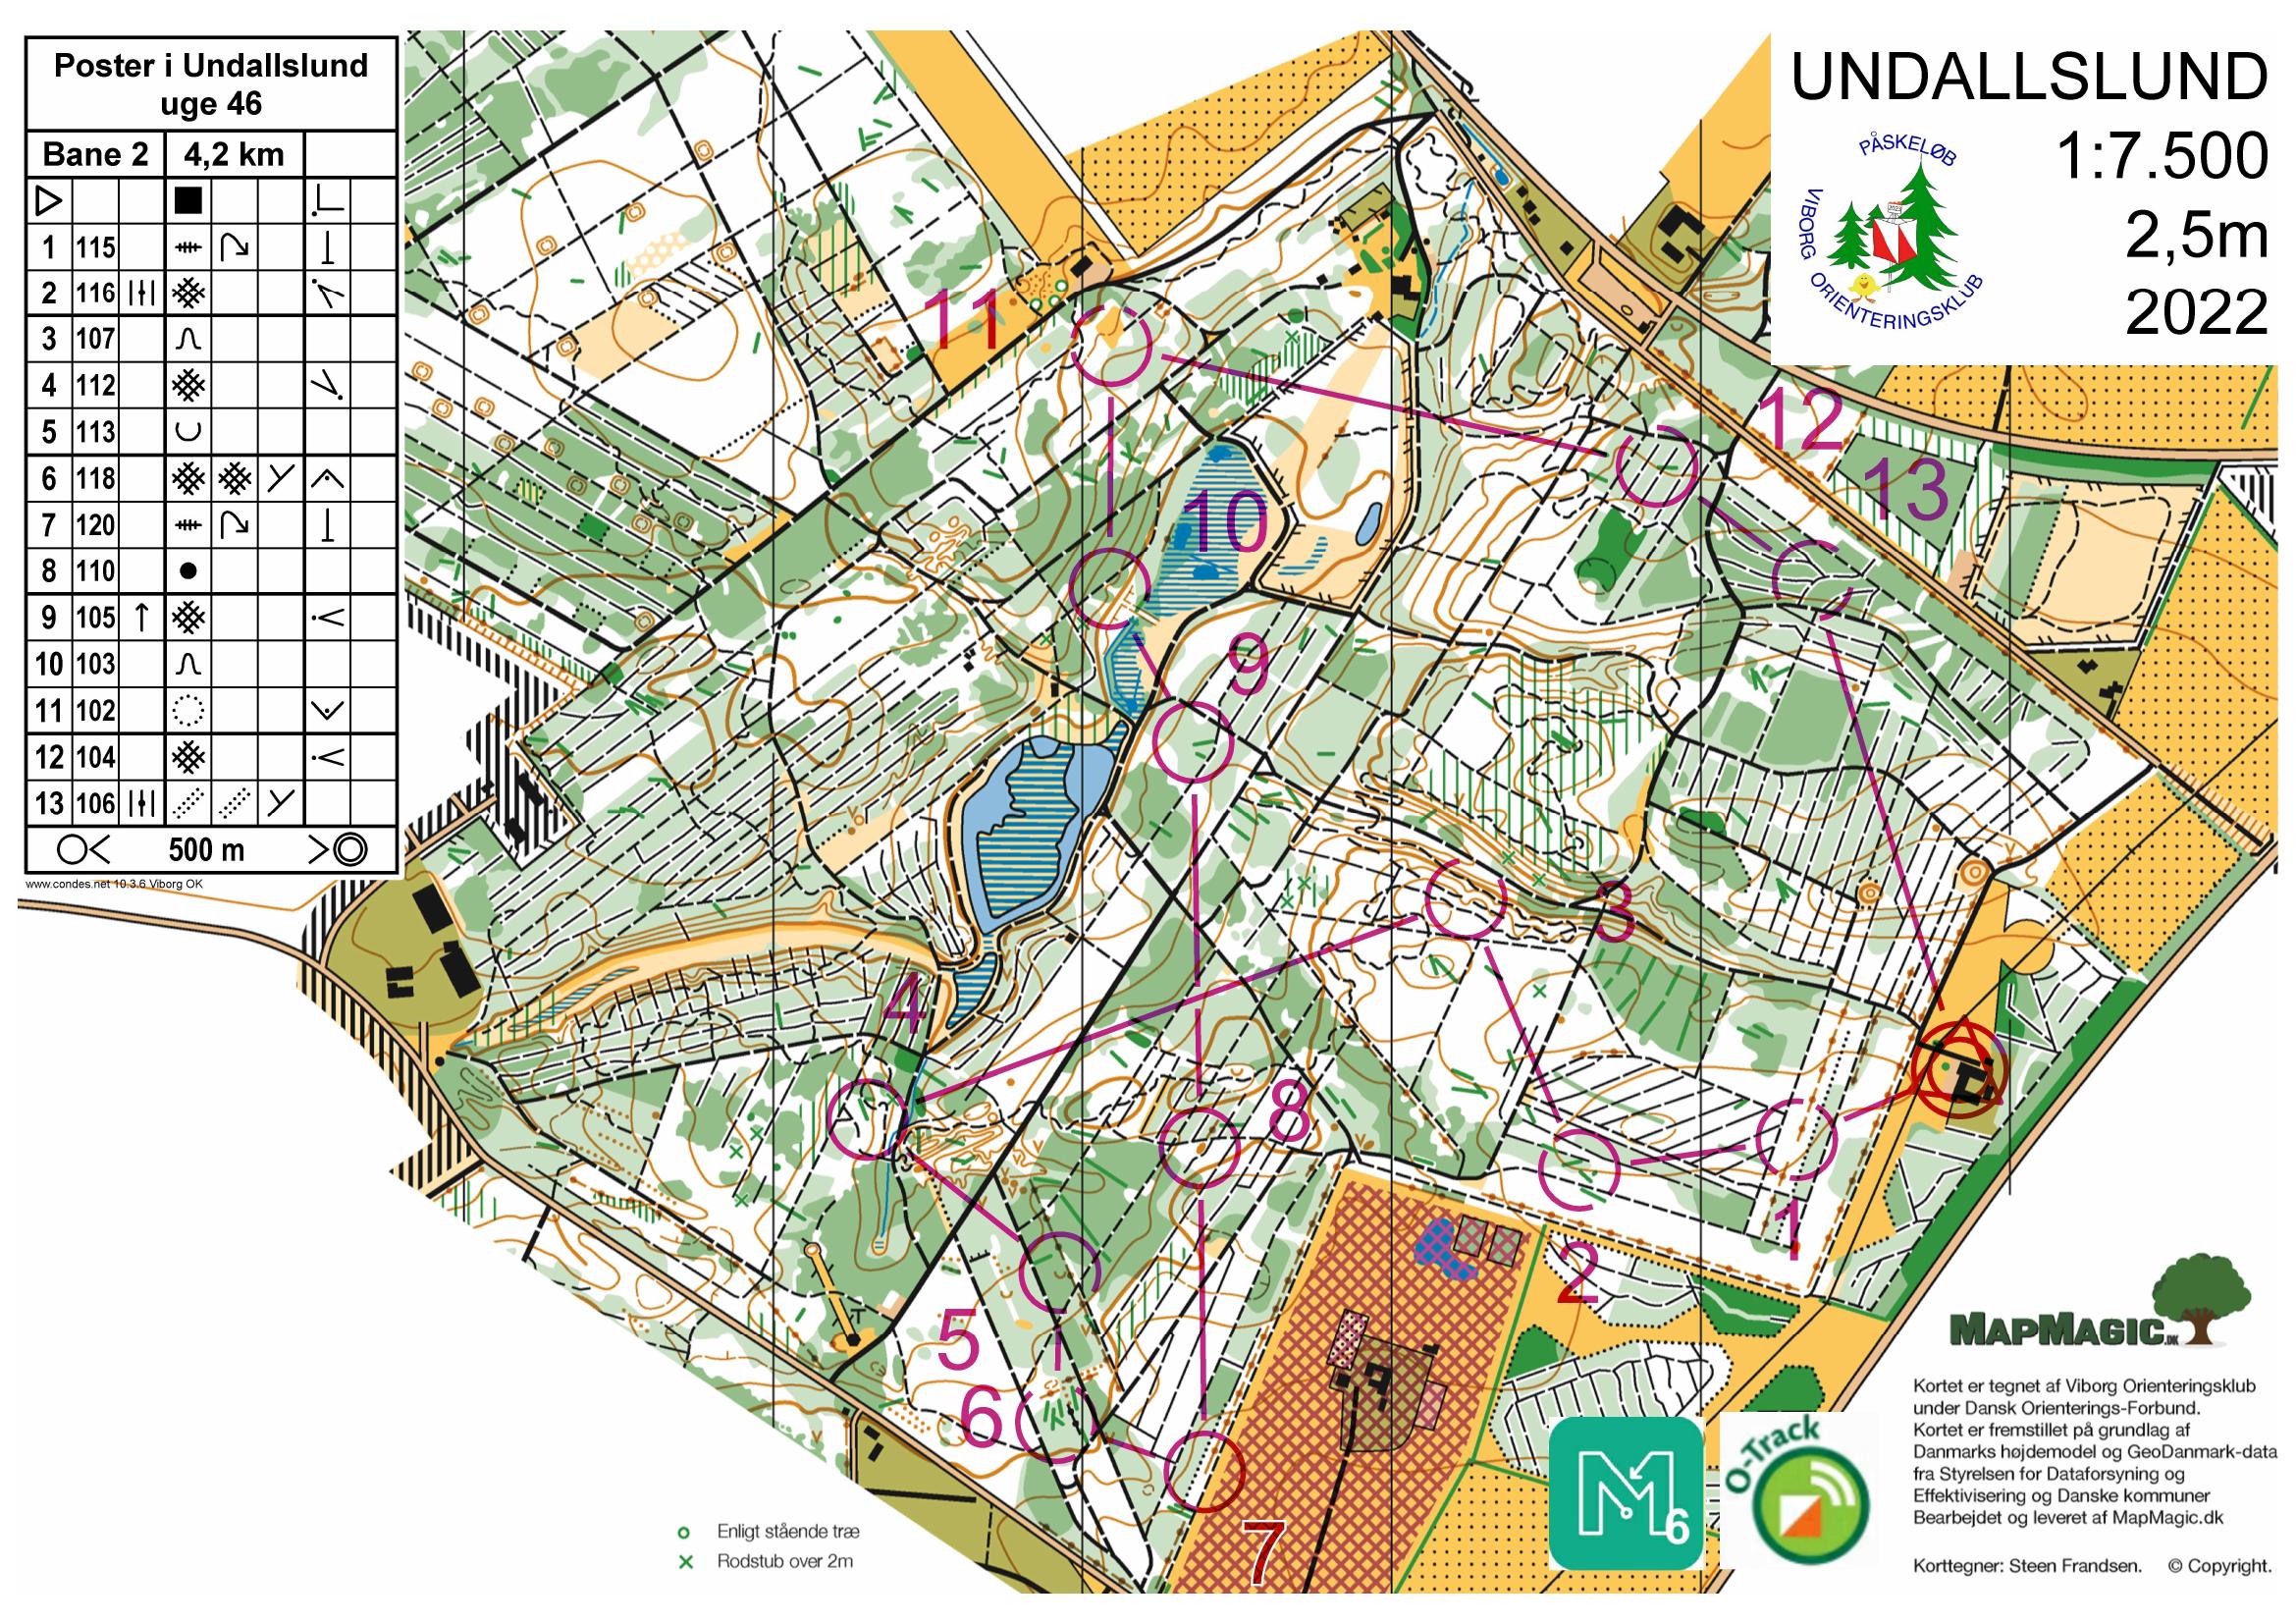 Poster i Undallslund
uge 46
Bane 2 4,2 km
1 115
2 116
3 107
4 112
5 113
6 118
7 120
8 110
9 105
10 103
11 102
12 104
13 106
500 m
www.condes.net 10.3.6 Viborg OK
UNDALLSLUND
1:7.500
2,5m
2022
PÅSKELØB
VIBORG ORIENTERINGSKLUB
11
12
13
10
9
3
4
8
1
2
5
6
7
Enligt stående træ
Rodstub over 2m
M6
O-Track
MAPMAGIC.DK
Kortet er tegnet af Viborg Orienteringsklub
under Dansk Orienterings-Forbund.
Kortet er fremstillet på grundlag af
Danmarks højdemodel og GeoDanmark-data
fra Styrelsen for Dataforsyning og
Effektivisering og Danske kommuner
Bearbejdet og leveret af MapMagic.dk
Korttegner: Steen Frandsen. © Copyright.